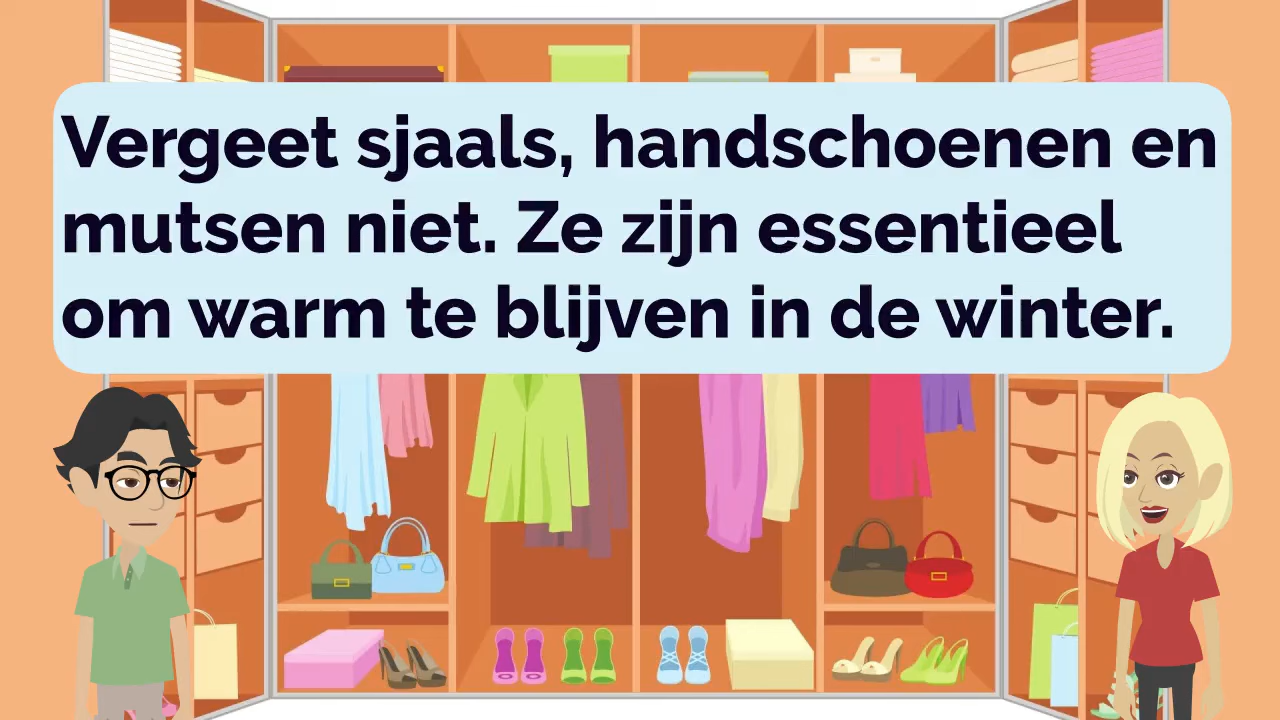 Vergeet sjaals, handschoenen en
mutsen niet. Ze zijn essentieel
om warm te blijven in de winter.